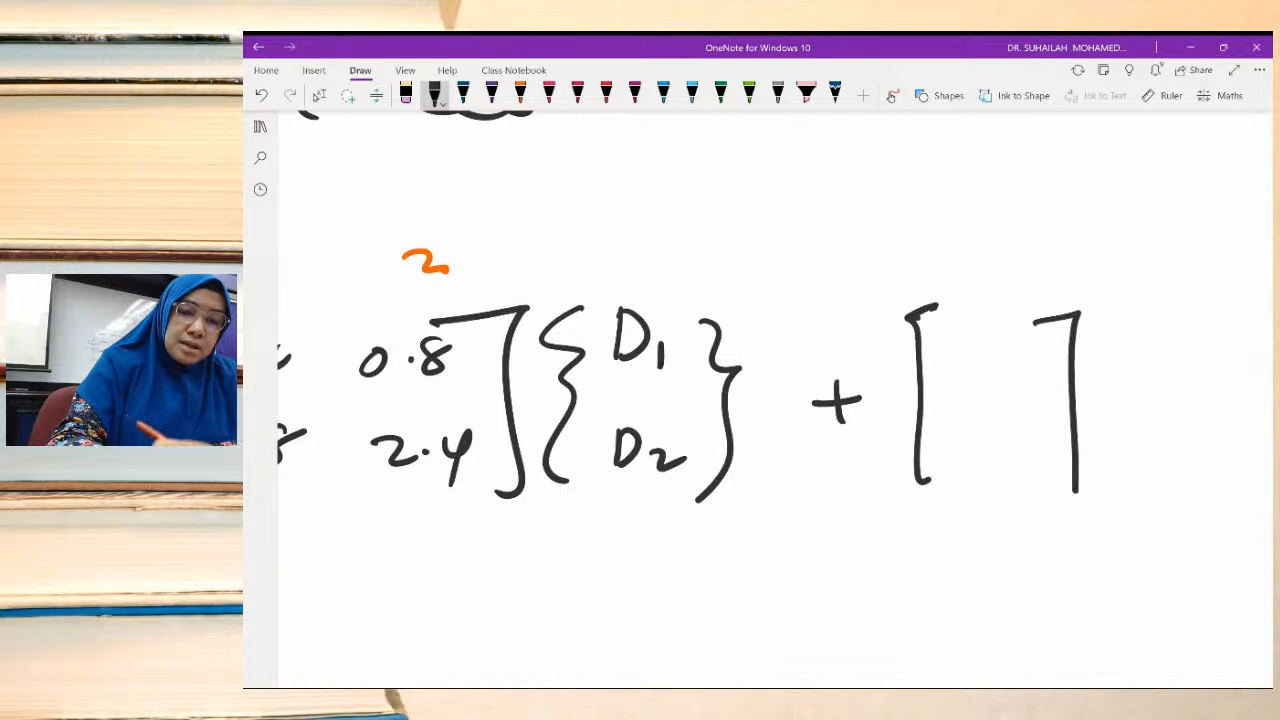 OneNote for Windows 10
DR. SUHAILAH MOHAMED...
Home Insert Draw View Help Class Notebook
Share
Shapes Ink to Shape Ink to Text Ruler Maths
2
0.8 ] { D1 } + [ ]
2.4 D2